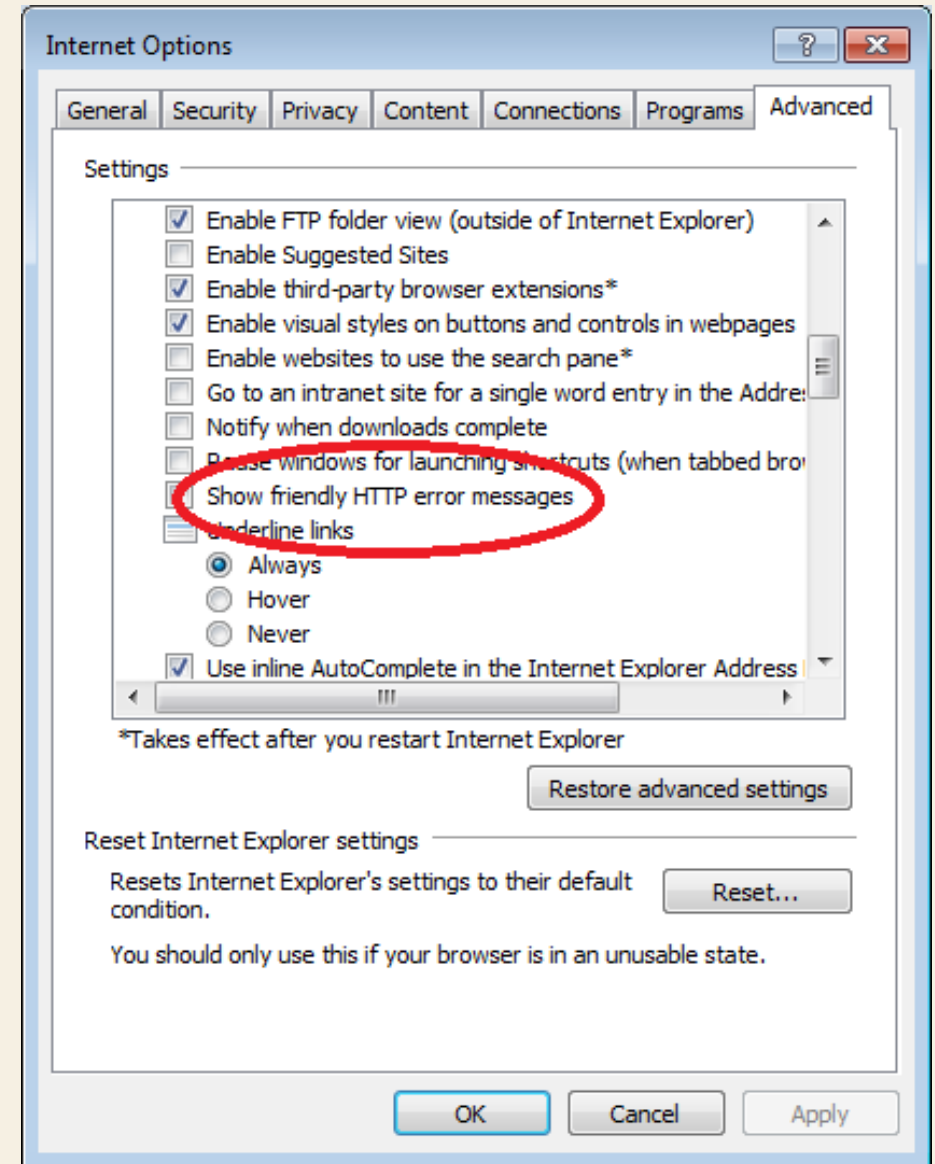 Internet Options
General Security Privacy Content Connections Programs Advanced
Settings
Enable FTP folder view (outside of Internet Explorer)
Enable Suggested Sites
Enable third-party browser extensions*
Enable visual styles on buttons and controls in webpages
Enable websites to use the search pane*
Go to an intranet site for a single word entry in the Addre
Notify when downloads complete
Reuse windows for launching shortcuts (when tabbed bro
Show friendly HTTP error messages
Underline links
Always
Hover
Never
Use inline AutoComplete in the Internet Explorer Address
*Takes effect after you restart Internet Explorer
Restore advanced settings
Reset Internet Explorer settings
Resets Internet Explorer's settings to their default
condition.
Reset...
You should only use this if your browser is in an unusable state.
OK Cancel Apply